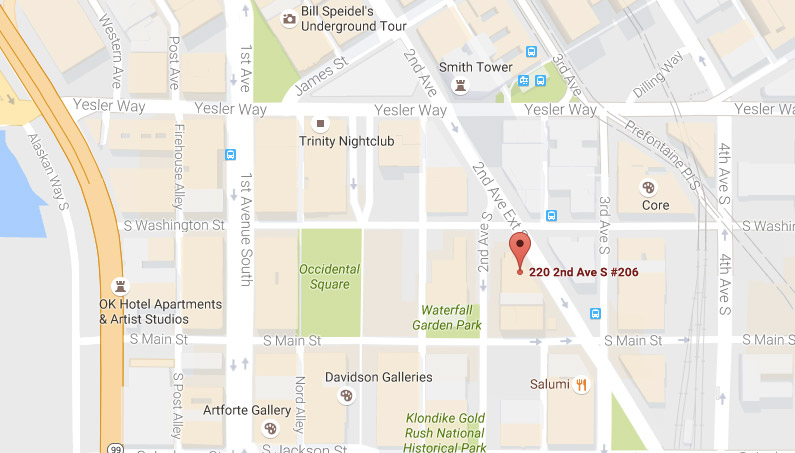 Bill Speidel's
Underground Tour
Western Ave
Post Ave
1st Ave
James St
2nd Ave
Smith Tower
3rd Ave
Dilling Way
Yesler Way
Yesler Way
Yesler Way
Yesler Way
Yesler Way
Trinity Nightclub
Prefontaine Pl S
Alaskan Way S
Firehouse Alley
1st Avenue South
2nd Ave Ext S
2nd Ave S
3rd Ave S
4th Ave S
4th Ave S
Core
S Washington St
S Washing
Occidental
Square
220 2nd Ave S #206
OK Hotel Apartments
& Artist Studios
Waterfall
Garden Park
S Main St
S Main St
S Main St
S Main St
S Post Alley
Nord Alley
Davidson Galleries
Salumi
Artforte Gallery
Klondike Gold
Rush National
Historical Park
S Jackson St
99